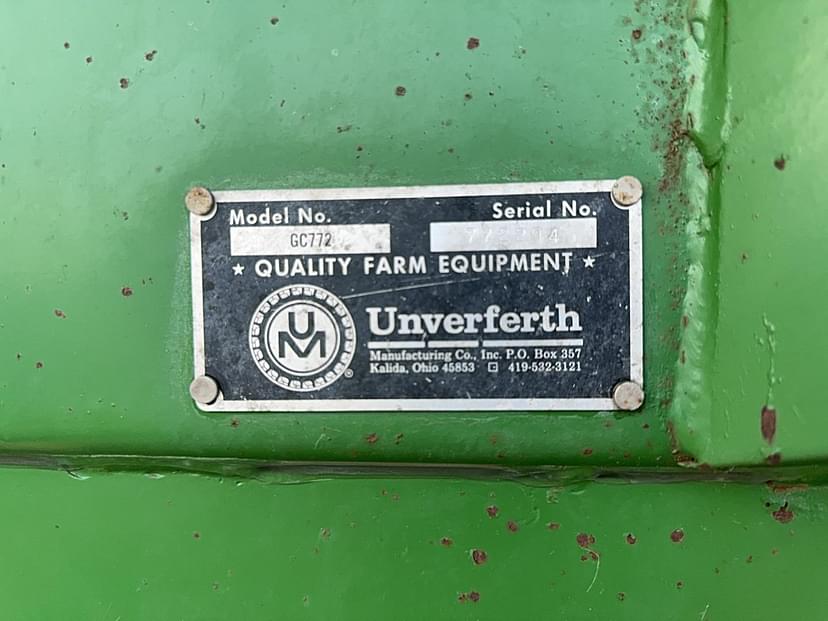 Model No. Serial No.
GC772
★ QUALITY FARM EQUIPMENT ★
UM
Unverferth
®
Manufacturing Co., Inc. P.O. Box 357
Kalida, Ohio 45853 ⊡ 419-532-3121